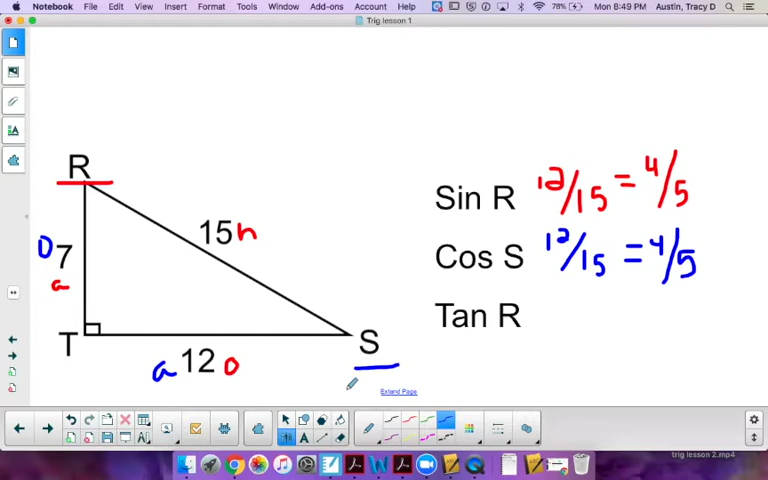 Notebook File Edit View Insert Format Tools Window Add-ons Account Help 78% Mon 8:49 PM Austin, Tracy D
Trig lesson 1
R
Sin R 12/15 = 4/5
15 h
o 7
a
Cos S 12/15 = 4/5
Tan R
T
S
a 12 o
Extend Page
trig lesson 2.mp4